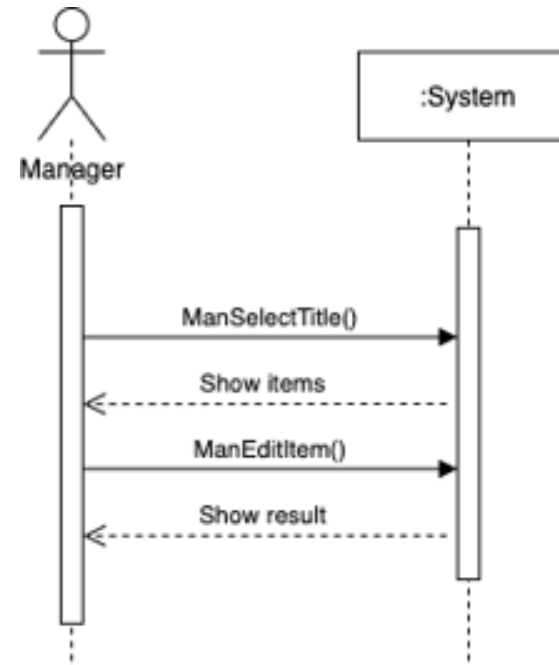 :System
Manager
ManSelectTitle()
Show items
ManEditItem()
Show result